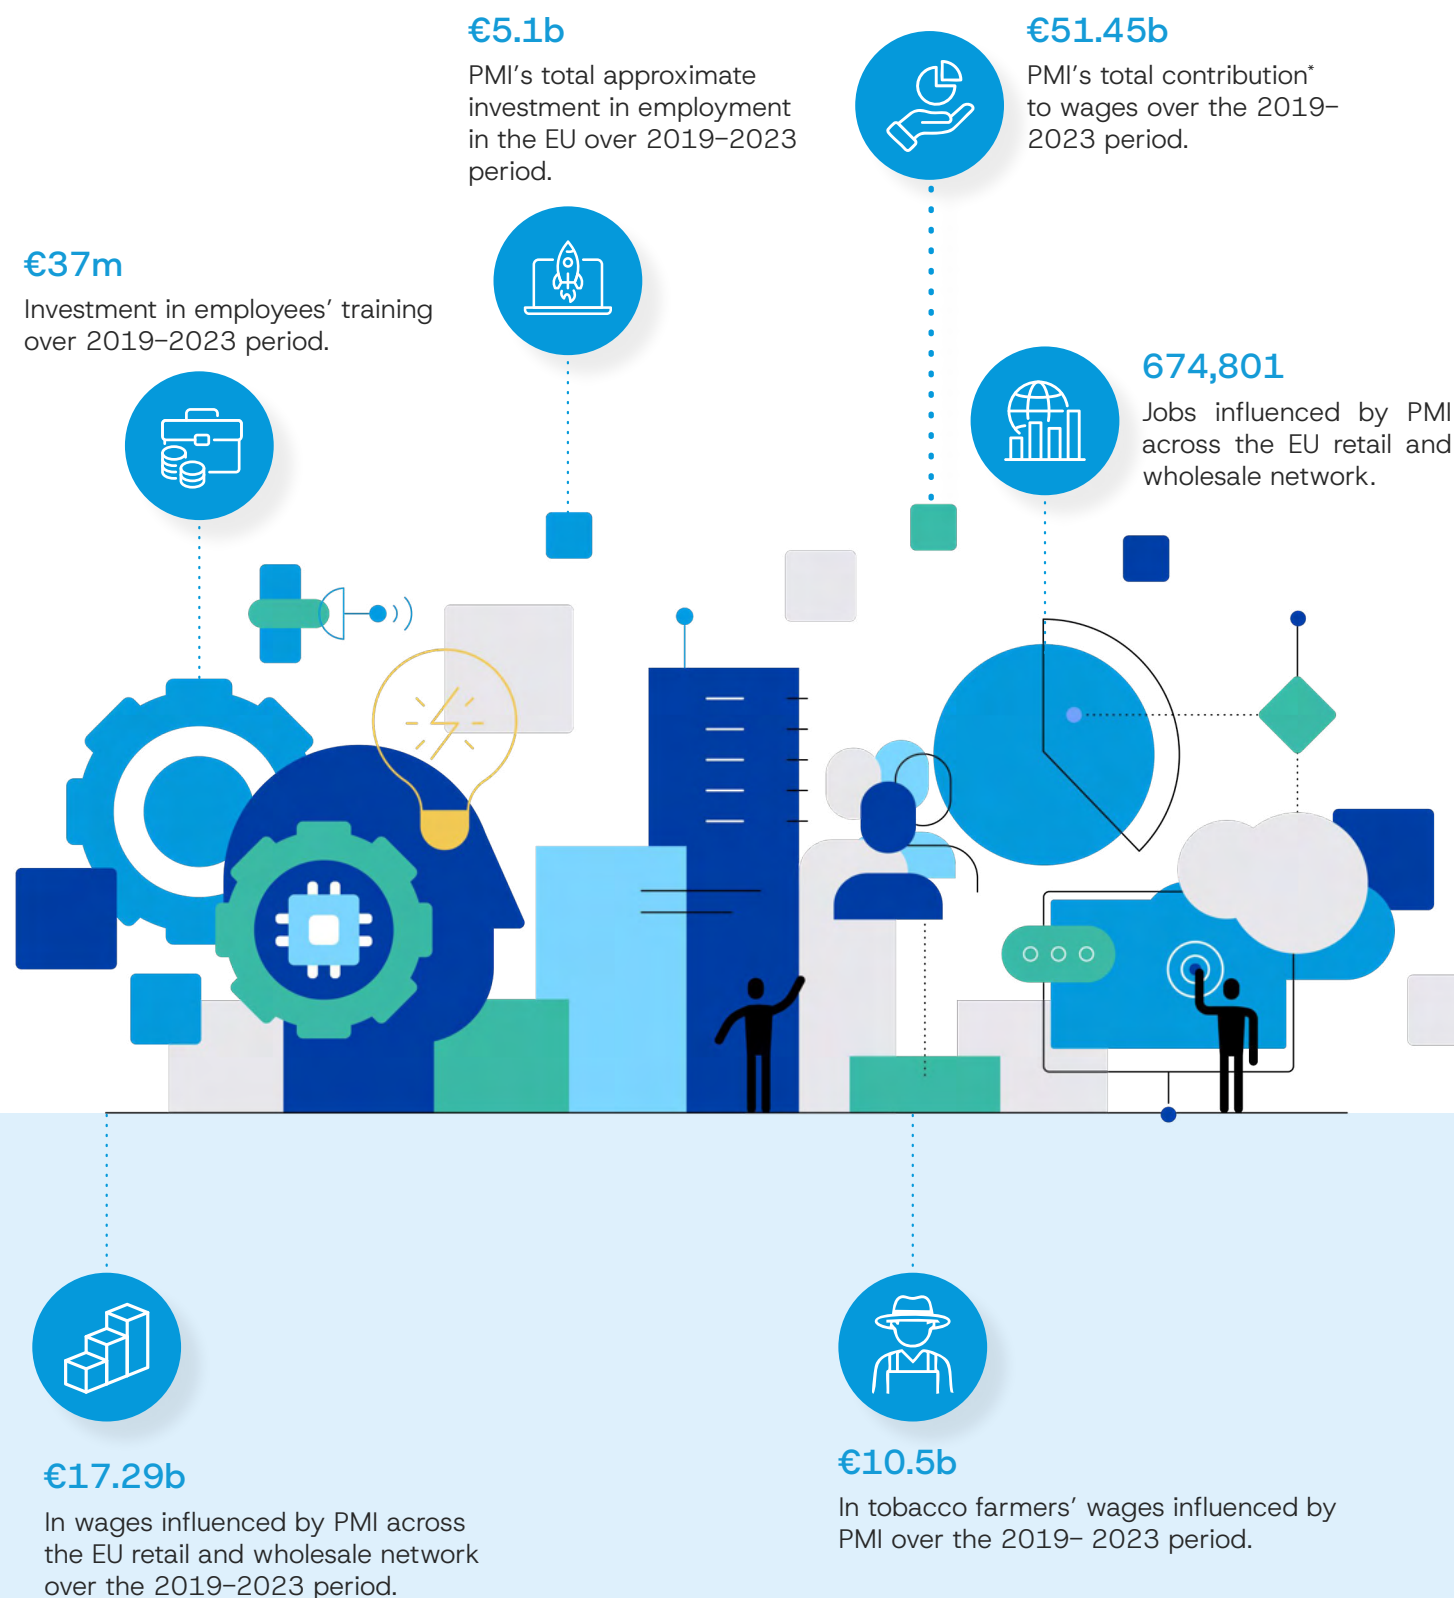 €5.1b
PMI's total approximate
investment in employment
in the EU over 2019–2023
period.
€51.45b
PMI's total contribution*
to wages over the 2019–
2023 period.
€37m
Investment in employees' training
over 2019–2023 period.
674,801
Jobs influenced by PMI
across the EU retail and
wholesale network.
€17.29b
In wages influenced by PMI across
the EU retail and wholesale network
over the 2019–2023 period.
€10.5b
In tobacco farmers' wages influenced by
PMI over the 2019– 2023 period.